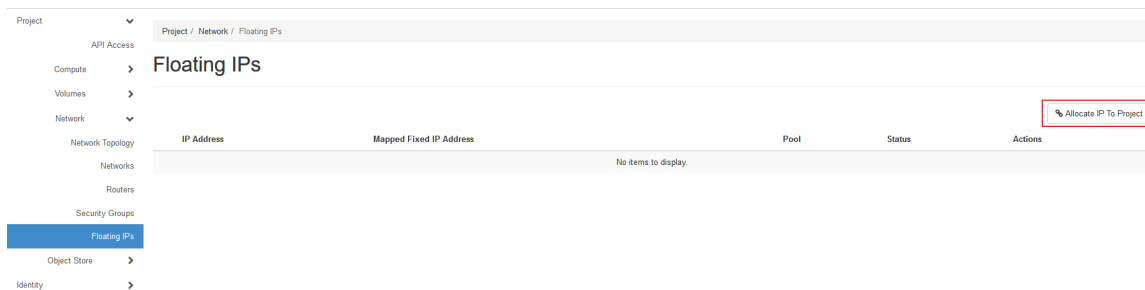 Project
API Access
Compute
Volumes
Network
Network Topology
Networks
Routers
Security Groups
Floating IPs
Object Store
Identity
Project / Network / Floating IPs
Floating IPs
Allocate IP To Project
IP Address Mapped Fixed IP Address Pool Status Actions
No items to display.